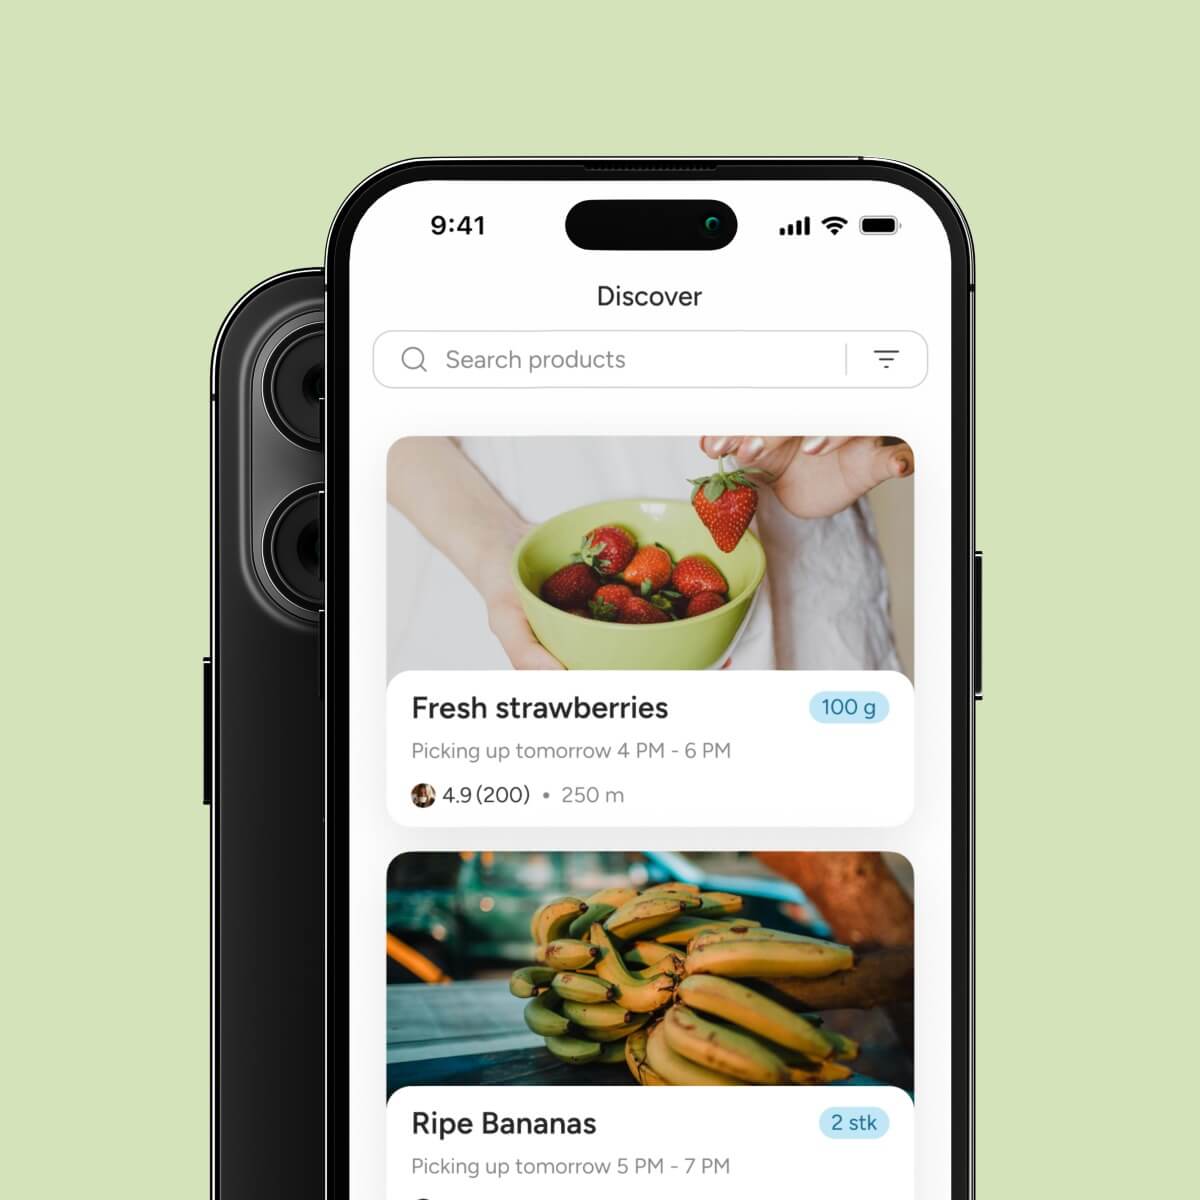 9:41
Discover
Search products
Fresh strawberries
100 g
Picking up tomorrow 4 PM - 6 PM
4.9 (200) • 250 m
Ripe Bananas
2 stk
Picking up tomorrow 5 PM - 7 PM